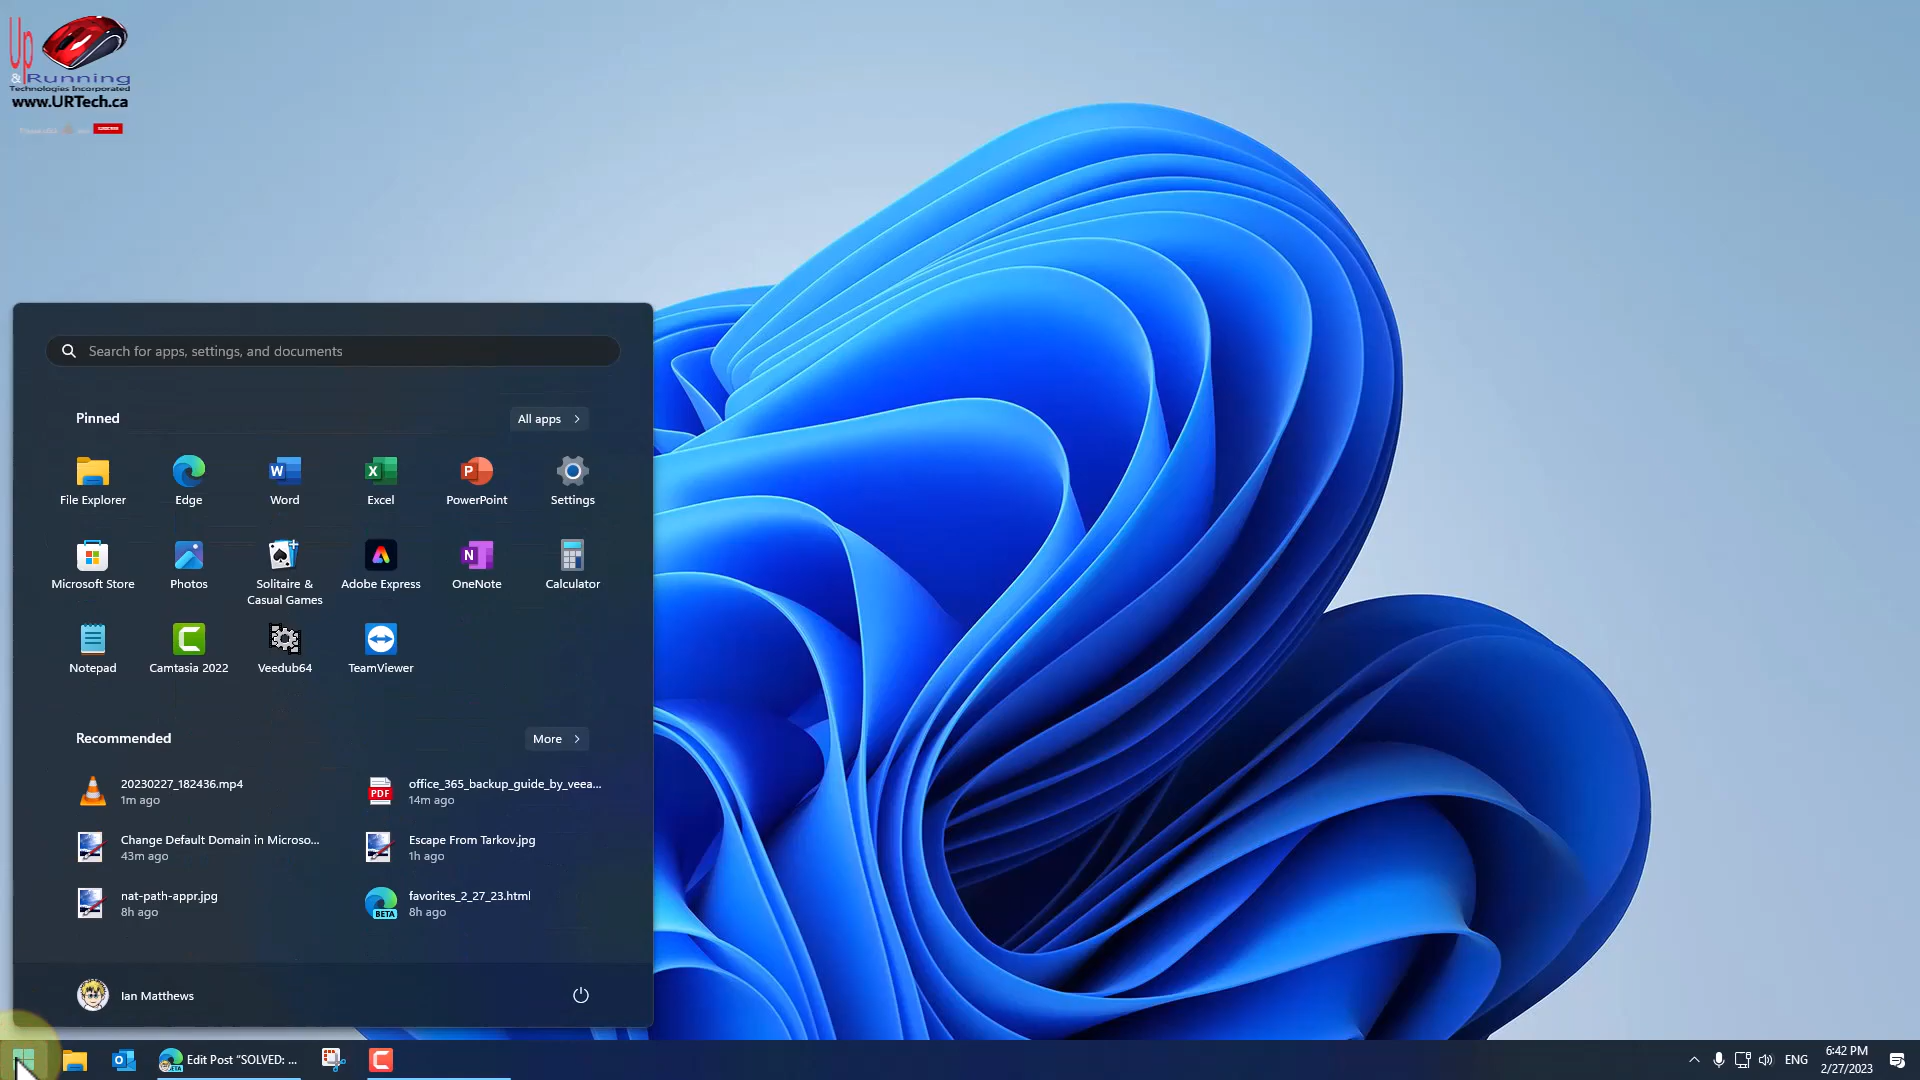 Up
& Running
Technologies Incorporated
www.URTech.ca
Search for apps, settings, and documents
Pinned
All apps
File Explorer
Edge
Word
Excel
PowerPoint
Settings
Microsoft Store
Photos
Solitaire &
Casual Games
Adobe Express
OneNote
Calculator
Notepad
Camtasia 2022
Veedub64
TeamViewer
Recommended
More
20230227_182436.mp4
1m ago
PDF
office_365_backup_guide_by_veea...
14m ago
Change Default Domain in Microso...
43m ago
Escape From Tarkov.jpg
1h ago
nat-path-appr.jpg
8h ago
BETA
favorites_2_27_23.html
8h ago
Ian Matthews
Edit Post "SOLVED: ...
ENG
6:42 PM
2/27/2023